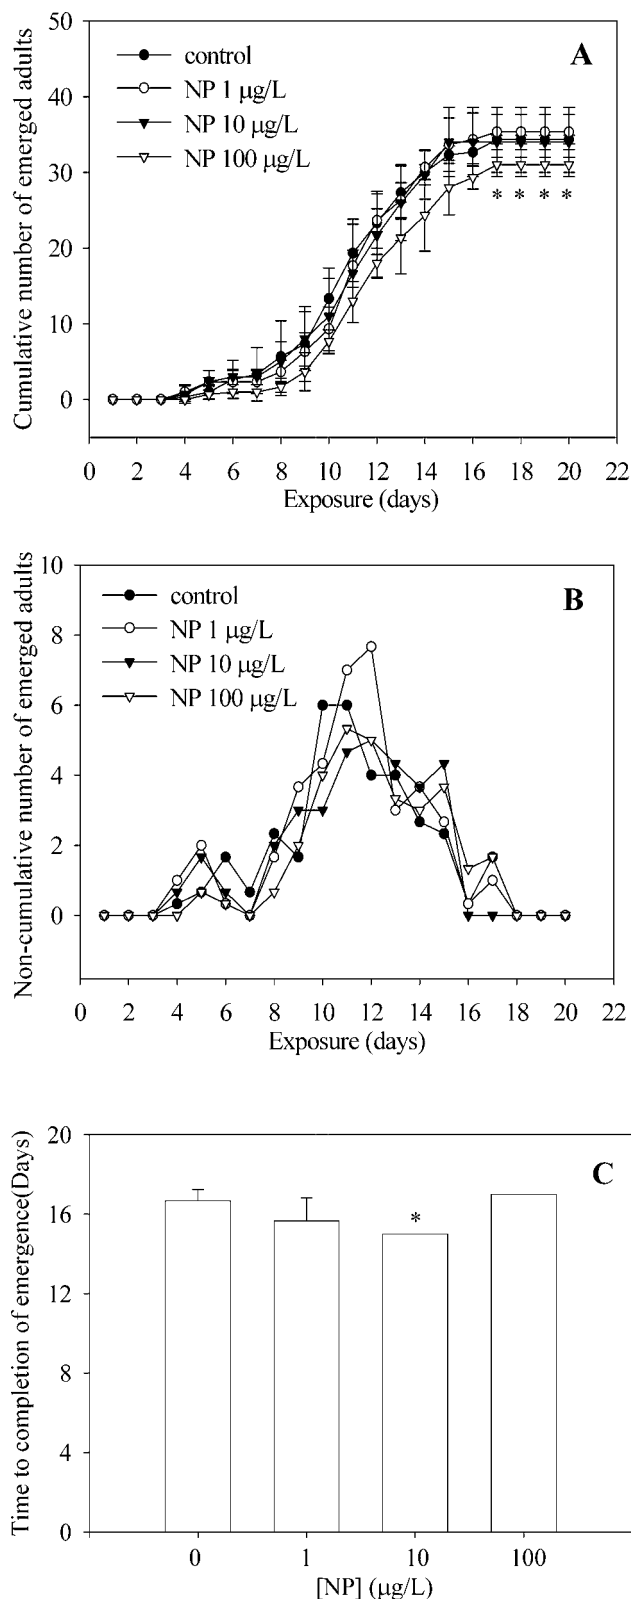 50
40
30
20
10
0
Cumulative number of emerged adults
A
control
NP 1 μg/L
NP 10 μg/L
NP 100 μg/L
* * * *
0 2 4 6 8 10 12 14 16 18 20 22
Exposure (days)
10
8
6
4
2
0
Non-cumulative number of emerged adults
B
control
NP 1 μg/L
NP 10 μg/L
NP 100 μg/L
0 2 4 6 8 10 12 14 16 18 20 22
Exposure (days)
20
16
12
8
4
0
Time to completion of emergence(Days)
C
*
0 1 10 100
[NP] (μg/L)